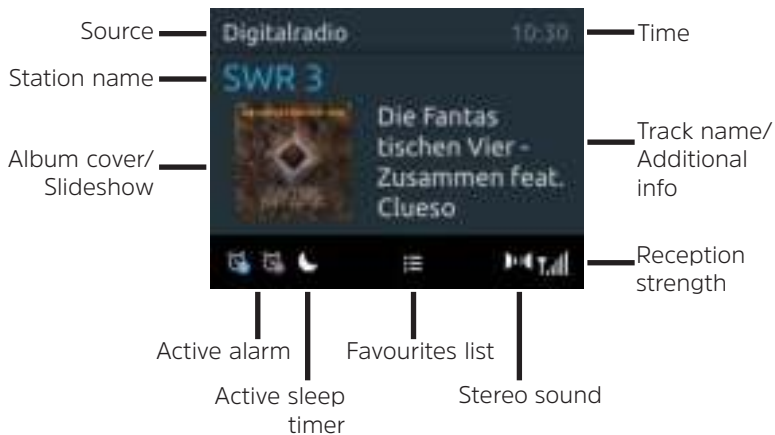 Source
Digitalradio
10:30
Time
Station name
SWR 3
Album cover/
Slideshow
Die Fantas
tischen Vier -
Zusammen feat.
Clueso
Track name/
Additional
info
Reception
strength
Active alarm
Favourites list
Active sleep
timer
Stereo sound